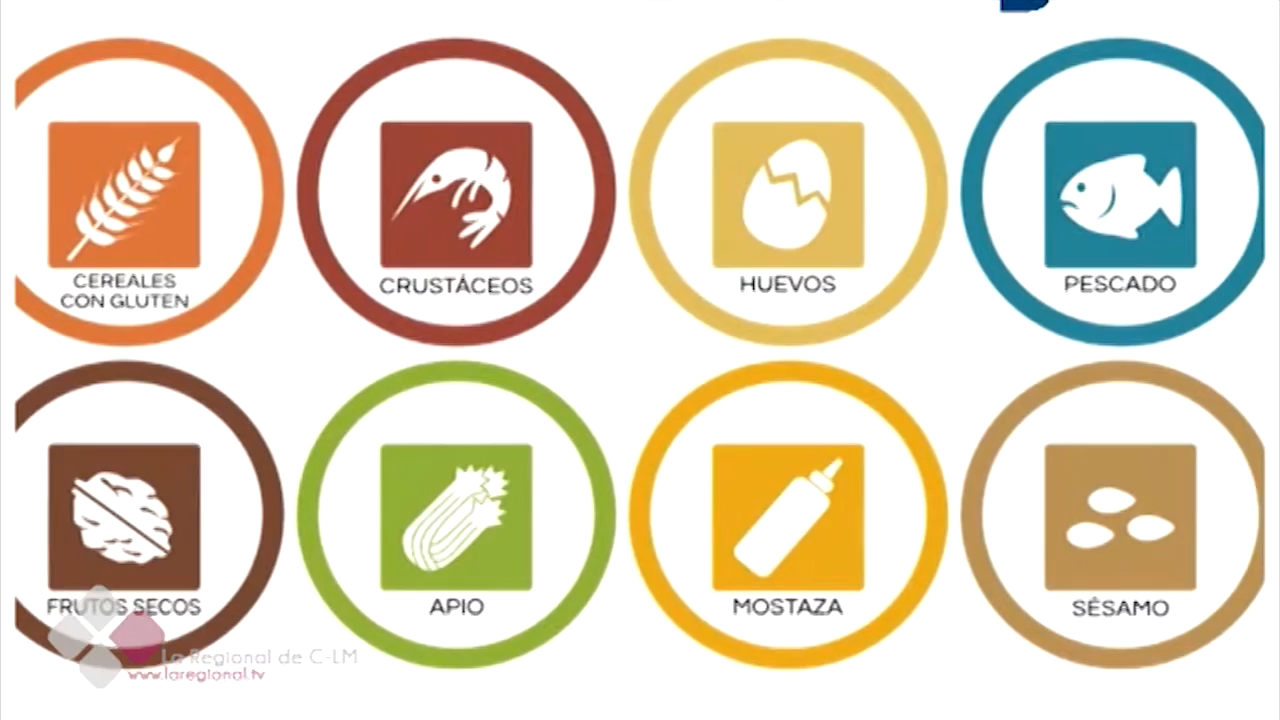 CEREALES
CON GLUTEN
CRUSTÁCEOS
HUEVOS
PESCADO
FRUTOS SECOS
APIO
MOSTAZA
SÉSAMO
La Regional de C-LM
www.laregional.tv